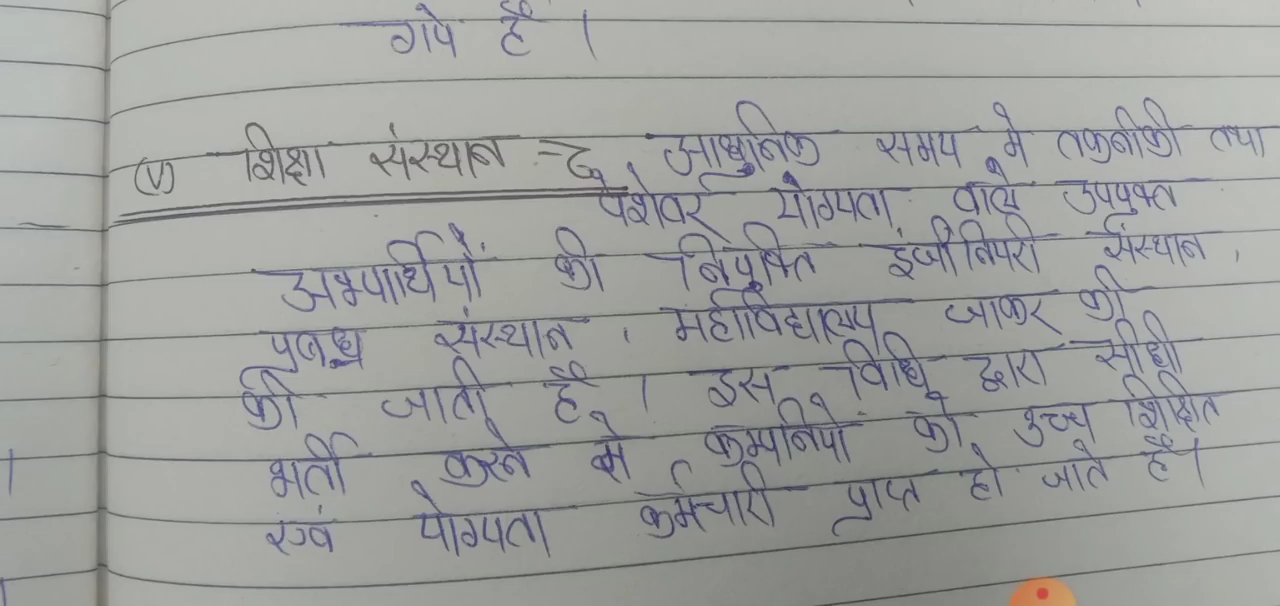 गये हैं ।
(V) शिक्षा संस्थान => आधुनिक समय में तकनीकी तथा
पेशेवर योग्यता वाले उपयुक्त
अभ्यार्थियों की नियुक्ति इंजीनियरी संस्थान ,
प्रबन्ध संस्थान , महाविद्यालय जाकर की
की जाती है । इस विधि द्वारा सीधी
भर्ती करने से कम्पनियों को उच्च शिक्षित
एवं योग्यता कर्मचारी प्राप्त हो जाते है।